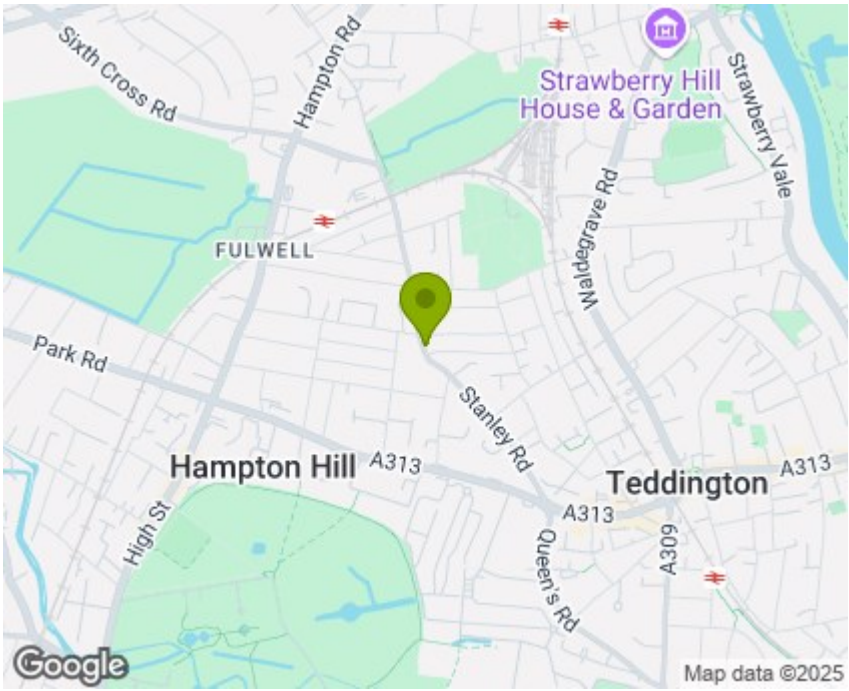 Sixth Cross Rd
Hampton Rd
Strawberry Hill
House & Garden
Strawberry Vale
Waldegrave Rd
FULWELL
Park Rd
Stanley Rd
Hampton Hill
A313
Teddington
A313
A313
High St
Queen's Rd
A309
Google
Map data ©2025